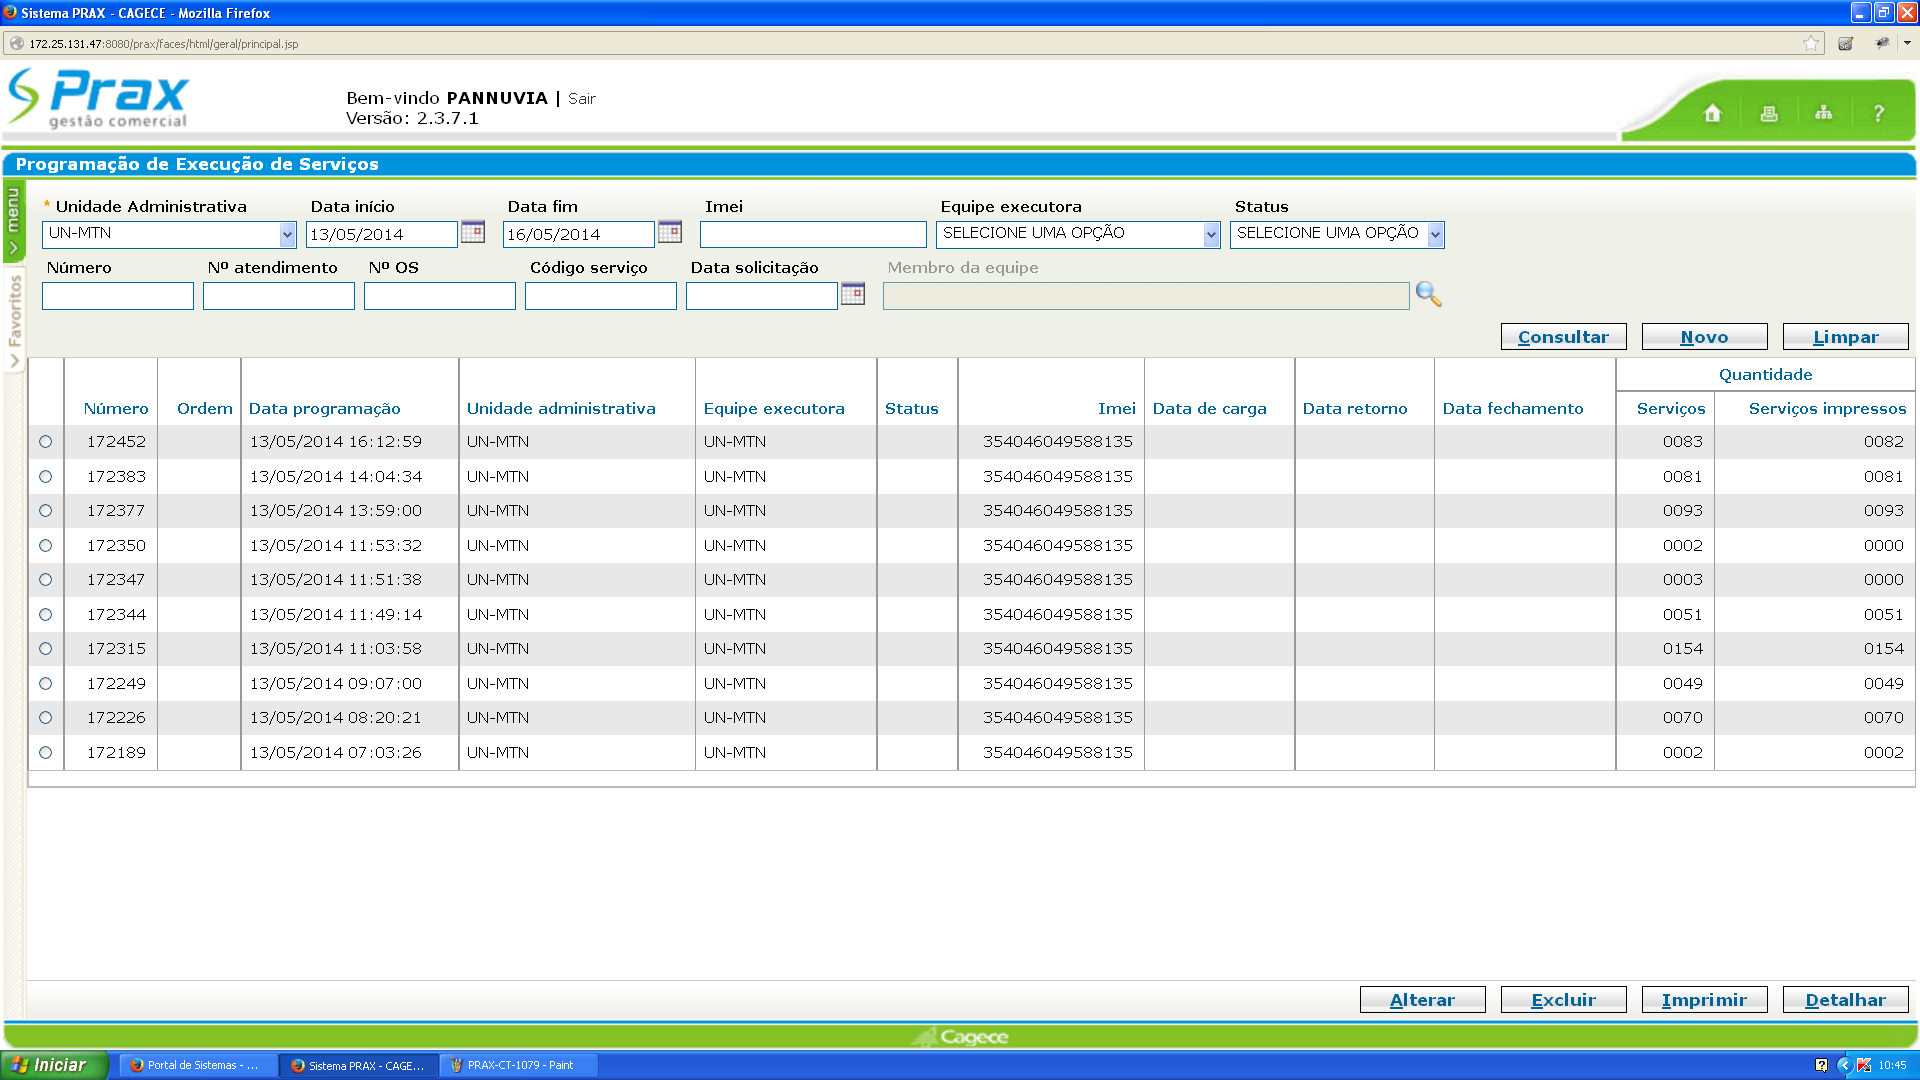 Sistema PRAX - CAGECE - Mozilla Firefox
172.25.131.47:8080/prax/faces/html/geral/principal.jsp
Prax
gestão comercial
Bem-vindo PANNUVIA | Sair
Versão: 2.3.7.1
?
Programação de Execução de Serviços
menu
Favoritos
* Unidade Administrativa Data início Data fim Imei Equipe executora Status
UN-MTN 13/05/2014 16/05/2014 SELECIONE UMA OPÇÃO SELECIONE UMA OPÇÃO
Número Nº atendimento Nº OS Código serviço Data solicitação Membro da equipe
Consultar Novo Limpar
Quantidade
Número Ordem Data programação Unidade administrativa Equipe executora Status Imei Data de carga Data retorno Data fechamento Serviços Serviços impressos
172452 13/05/2014 16:12:59 UN-MTN UN-MTN 354046049588135 0083 0082
172383 13/05/2014 14:04:34 UN-MTN UN-MTN 354046049588135 0081 0081
172377 13/05/2014 13:59:00 UN-MTN UN-MTN 354046049588135 0093 0093
172350 13/05/2014 11:53:32 UN-MTN UN-MTN 354046049588135 0002 0000
172347 13/05/2014 11:51:38 UN-MTN UN-MTN 354046049588135 0003 0000
172344 13/05/2014 11:49:14 UN-MTN UN-MTN 354046049588135 0051 0051
172315 13/05/2014 11:03:58 UN-MTN UN-MTN 354046049588135 0154 0154
172249 13/05/2014 09:07:00 UN-MTN UN-MTN 354046049588135 0049 0049
172226 13/05/2014 08:20:21 UN-MTN UN-MTN 354046049588135 0070 0070
172189 13/05/2014 07:03:26 UN-MTN UN-MTN 354046049588135 0002 0002
Alterar Excluir Imprimir Detalhar
Cagece
Iniciar Portal de Sistemas - ... Sistema PRAX - CAGE... PRAX-CT-1079 - Paint 10:45